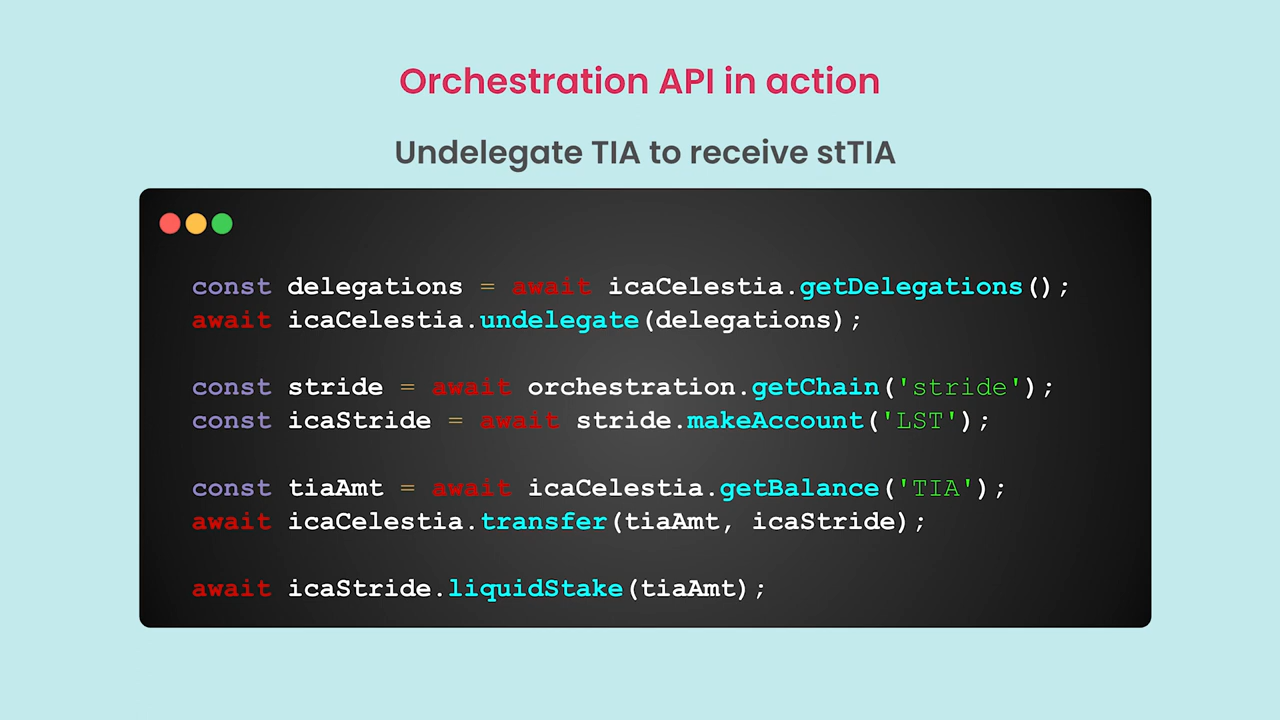 Orchestration API in action
Undelegate TIA to receive stTIA
const delegations = await icaCelestia.getDelegations();
await icaCelestia.undelegate(delegations);
const stride = await orchestration.getChain('stride');
const icaStride = await stride.makeAccount('LST');
const tiaAmt = await icaCelestia.getBalance('TIA');
await icaCelestia.transfer(tiaAmt, icaStride);
await icaStride.liquidStake(tiaAmt);